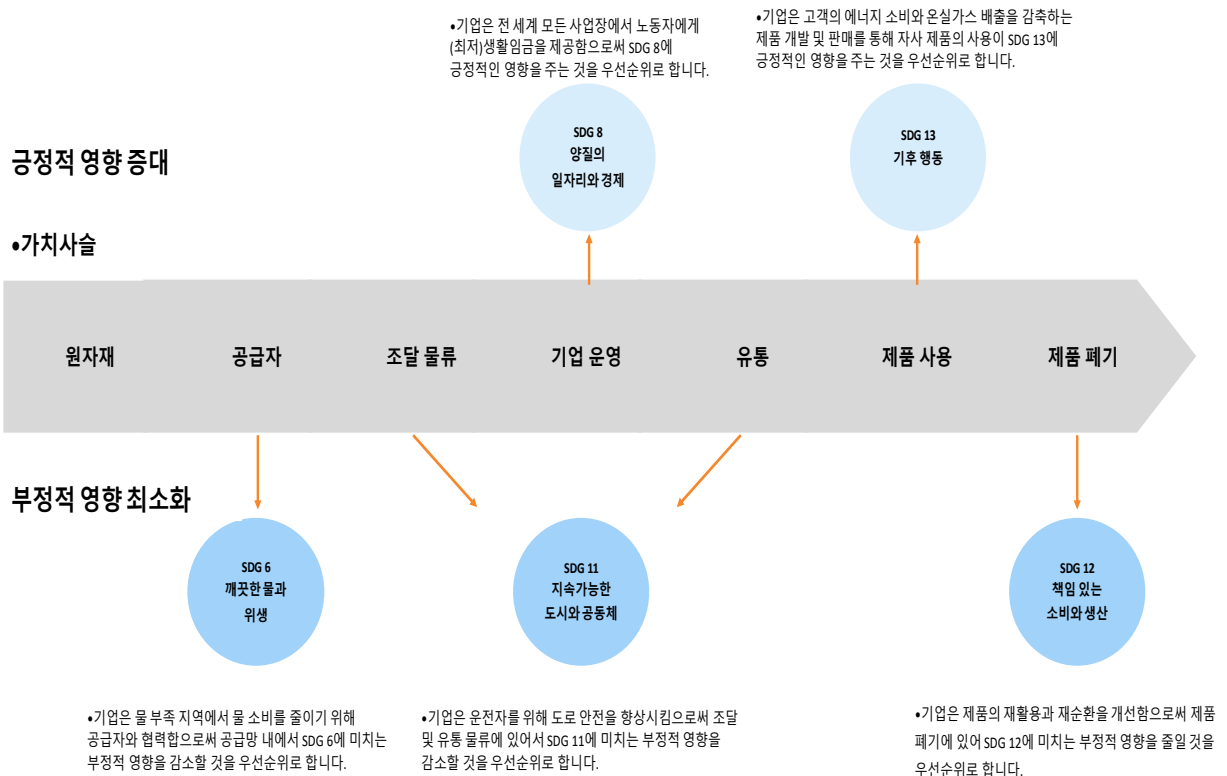 •기업은 전 세계 모든 사업장에서 노동자에게
(최저)생활임금을 제공함으로써 SDG 8에
긍정적인 영향을 주는 것을 우선순위로 합니다.
•기업은 고객의 에너지 소비와 온실가스 배출을 감축하는
제품 개발 및 판매를 통해 자사 제품의 사용이 SDG 13에
긍정적인 영향을 주는 것을 우선순위로 합니다.
SDG 8
양질의
일자리와 경제
SDG 13
기후 행동
긍정적 영향 증대
•가치사슬
원자재
공급자
조달 물류
기업 운영
유통
제품 사용
제품 폐기
부정적 영향 최소화
SDG 6
깨끗한 물과
위생
SDG 11
지속가능한
도시와 공동체
SDG 12
책임 있는
소비와 생산
•기업은 물 부족 지역에서 물 소비를 줄이기 위해
공급자와 협력합으로써 공급망 내에서 SDG 6에 미치는
부정적 영향을 감소할 것을 우선순위로 합니다.
•기업은 운전자를 위해 도로 안전을 향상시킴으로써 조달
및 유통 물류에 있어서 SDG 11에 미치는 부정적 영향을
감소할 것을 우선순위로 합니다.
•기업은 제품의 재활용과 재순환을 개선함으로써 제품
폐기에 있어 SDG 12에 미치는 부정적 영향을 줄일 것을
우선순위로 합니다.